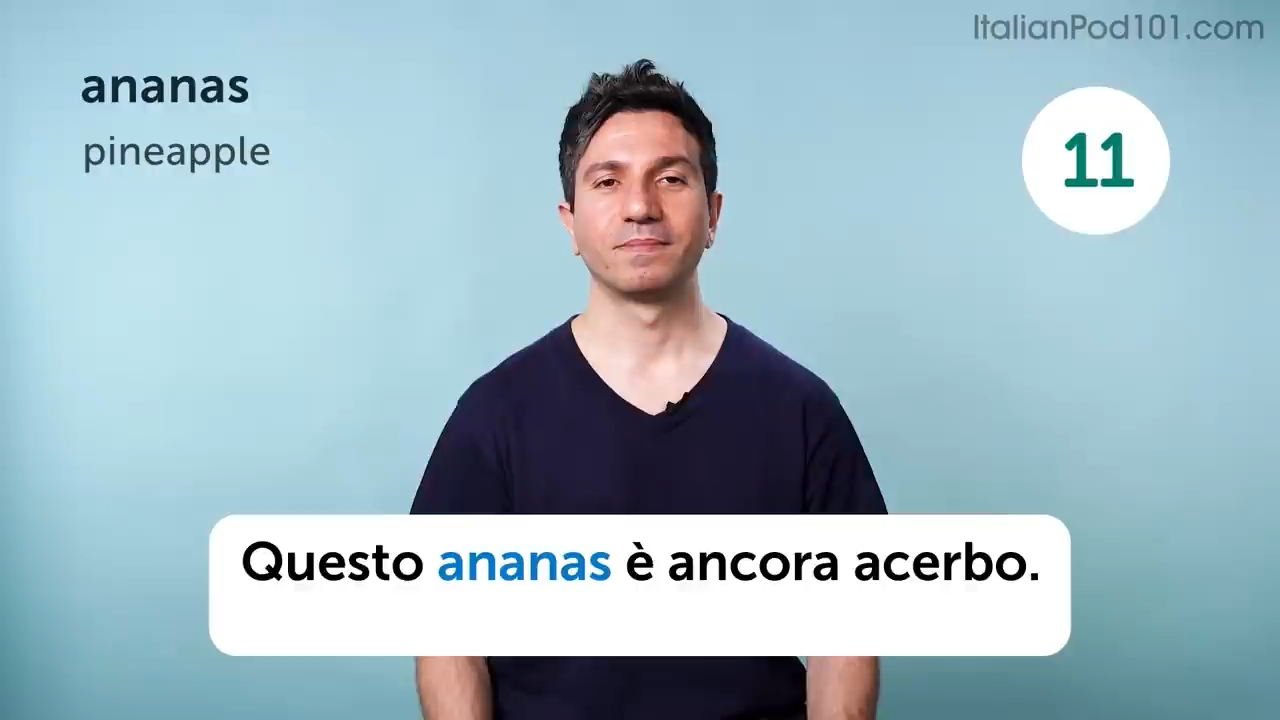 ItalianPod101.com
ananas
pineapple
11
Questo ananas è ancora acerbo.